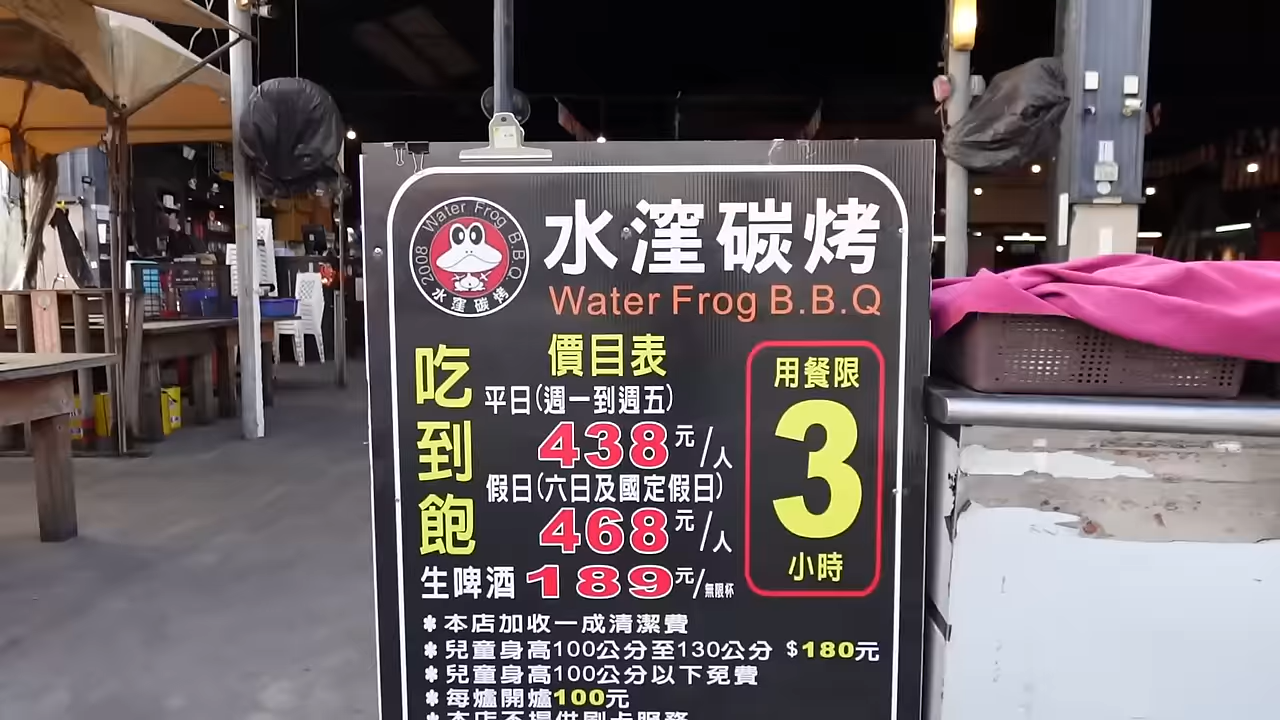 Water Frog B.B.Q
2008
水窪碳烤
水窪碳烤
Water Frog B.B.Q
吃到飽
價目表
平日(週一到週五)
438元/人
假日(六日及國定假日)
468元/人
生啤酒189元/無限杯
用餐限
3
小時
*本店加收一成清潔費
*兒童身高100公分至130公分 $180元
*兒童身高100公分以下免費
*每爐開爐100元
*本店不提供刷卡服務